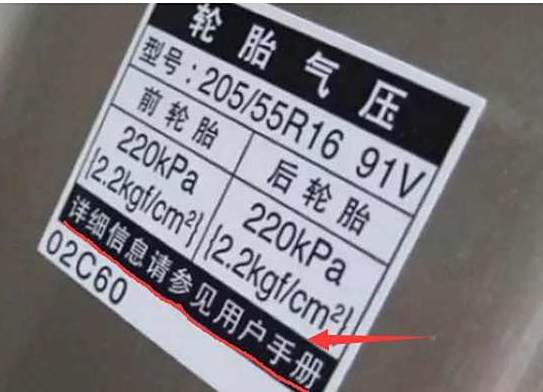 轮胎气压
型号：205/55R16 91V
前轮胎 后轮胎
220kPa 220kPa
{2.2kgf/cm²} {2.2kgf/cm²}
详细信息请参见用户手册
02C60